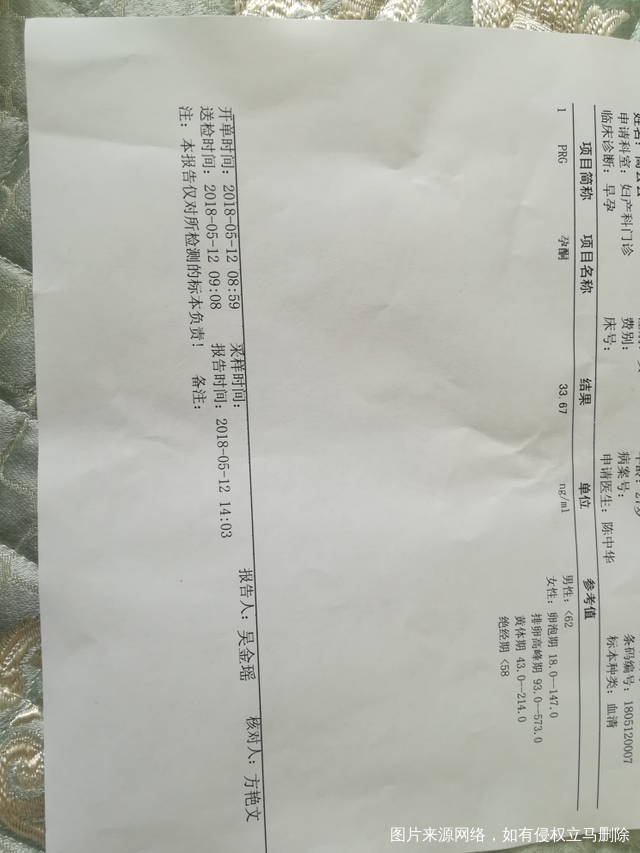 申请科室: 妇产科门诊 费别: 病案号: 条码编号: 1805120007
临床诊断: 早孕 床号: 申请医生: 陈中华 标本种类: 血清
项目简称 项目名称 结果 单位 参考值
1 PRG 孕酮 33.67 ng/ml 男性: <62
女性: 卵泡期 18.0--147.0
排卵高峰期 93.0--573.0
黄体期 43.0--214.0
绝经期 <58
报告人: 吴金瑶 核对人: 方艳文
开单时间: 2018-05-12 08:59 采样时间:
送检时间: 2018-05-12 09:08 报告时间: 2018-05-12 14:03
注: 本报告仅对所检测的标本负责! 备注:
图片来源网络，如有侵权立马删除